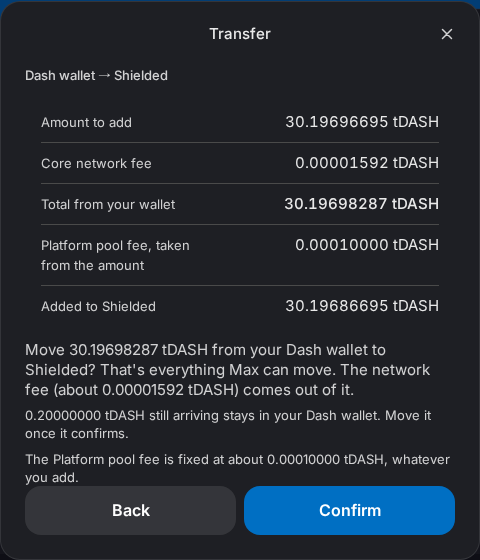 Transfer
Dash wallet → Shielded
Amount to add 30.19696695 tDASH
Core network fee 0.00001592 tDASH
Total from your wallet 30.19698287 tDASH
Platform pool fee, taken 0.00010000 tDASH
from the amount
Added to Shielded 30.19686695 tDASH
Move 30.19698287 tDASH from your Dash wallet to
Shielded? That's everything Max can move. The network
fee (about 0.00001592 tDASH) comes out of it.
0.20000000 tDASH still arriving stays in your Dash wallet. Move it
once it confirms.
The Platform pool fee is fixed at about 0.00010000 tDASH, whatever
you add.
Back Confirm